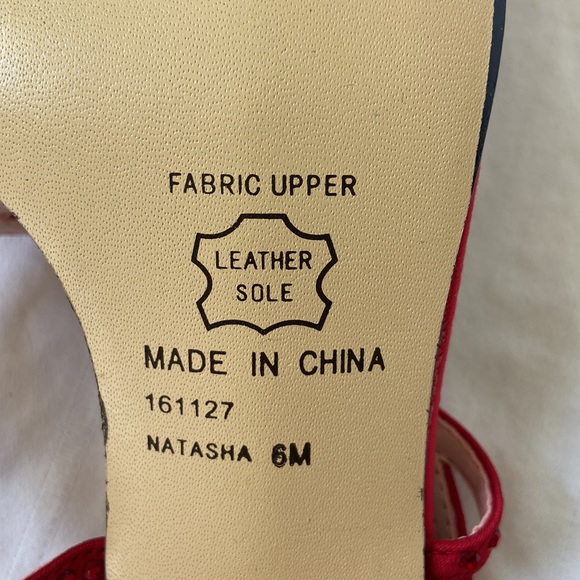 FABRIC UPPER
LEATHER
SOLE
MADE IN CHINA
161127
NATASHA 6M